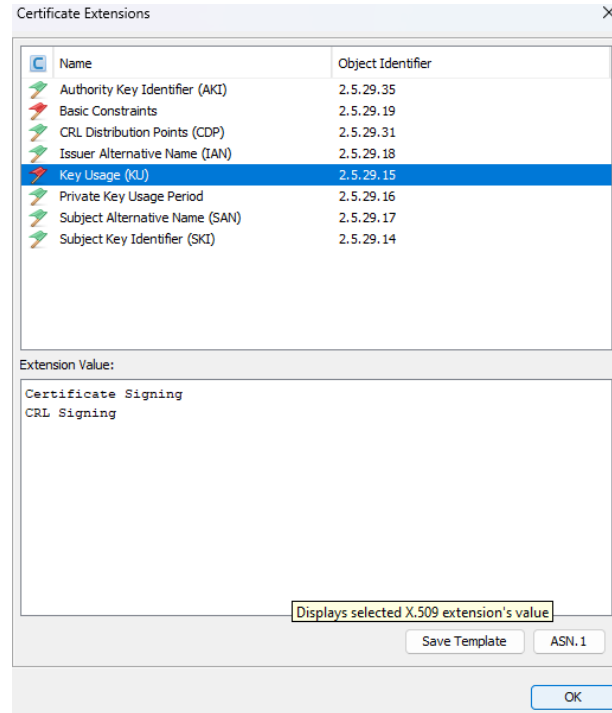 Certificate Extensions
C Name Object Identifier
Authority Key Identifier (AKI) 2.5.29.35
Basic Constraints 2.5.29.19
CRL Distribution Points (CDP) 2.5.29.31
Issuer Alternative Name (IAN) 2.5.29.18
Key Usage (KU) 2.5.29.15
Private Key Usage Period 2.5.29.16
Subject Alternative Name (SAN) 2.5.29.17
Subject Key Identifier (SKI) 2.5.29.14
Extension Value:
Certificate Signing
CRL Signing
Displays selected X.509 extension's value
Save Template ASN.1
OK